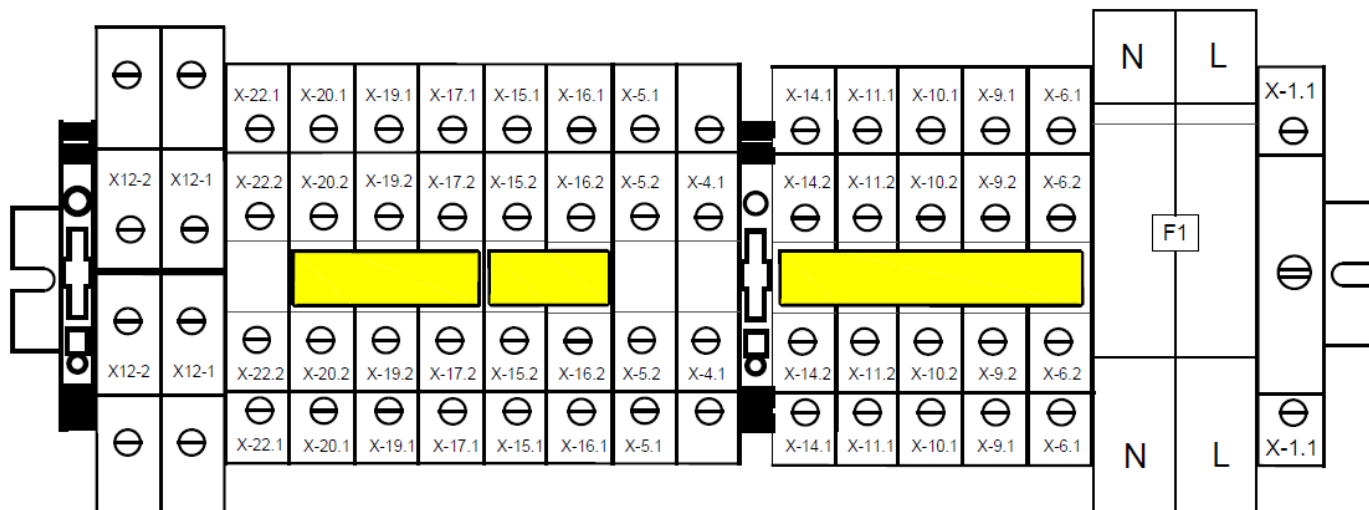 N L
X-22.1 X-20.1 X-19.1 X-17.1 X-15.1 X-16.1 X-5.1 X-14.1 X-11.1 X-10.1 X-9.1 X-6.1 X-1.1
X12-2 X12-1 X-22.2 X-20.2 X-19.2 X-17.2 X-15.2 X-16.2 X-5.2 X-4.1 X-14.2 X-11.2 X-10.2 X-9.2 X-6.2
F1
X12-2 X12-1 X-22.2 X-20.2 X-19.2 X-17.2 X-15.2 X-16.2 X-5.2 X-4.1 X-14.2 X-11.2 X-10.2 X-9.2 X-6.2
X-22.1 X-20.1 X-19.1 X-17.1 X-15.1 X-16.1 X-5.1 X-14.1 X-11.1 X-10.1 X-9.1 X-6.1 N L X-1.1